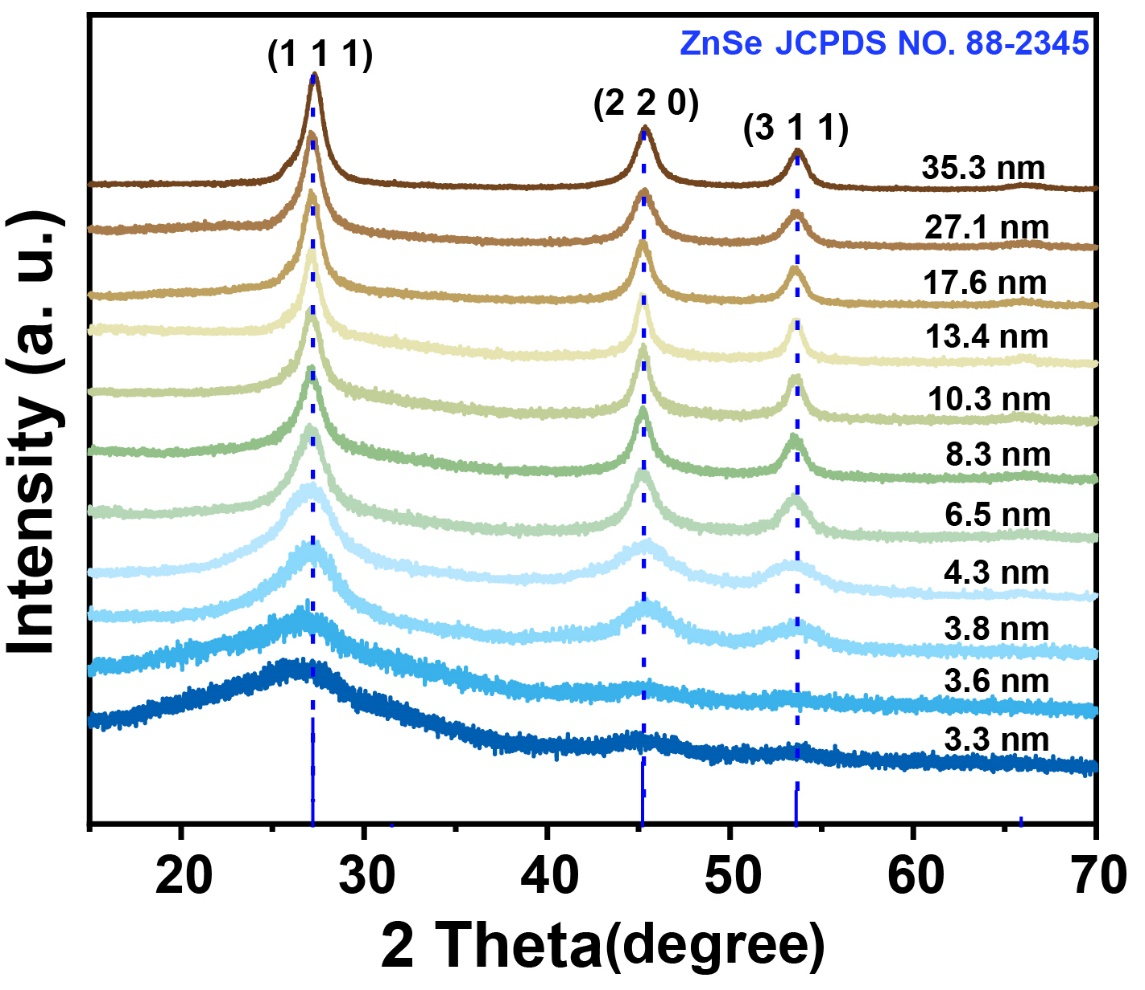 ZnSe JCPDS NO. 88-2345
(1 1 1)
(2 2 0)
(3 1 1)
35.3 nm
27.1 nm
17.6 nm
13.4 nm
10.3 nm
8.3 nm
6.5 nm
4.3 nm
3.8 nm
3.6 nm
3.3 nm
Intensity (a. u.)
20 30 40 50 60 70
2 Theta(degree)